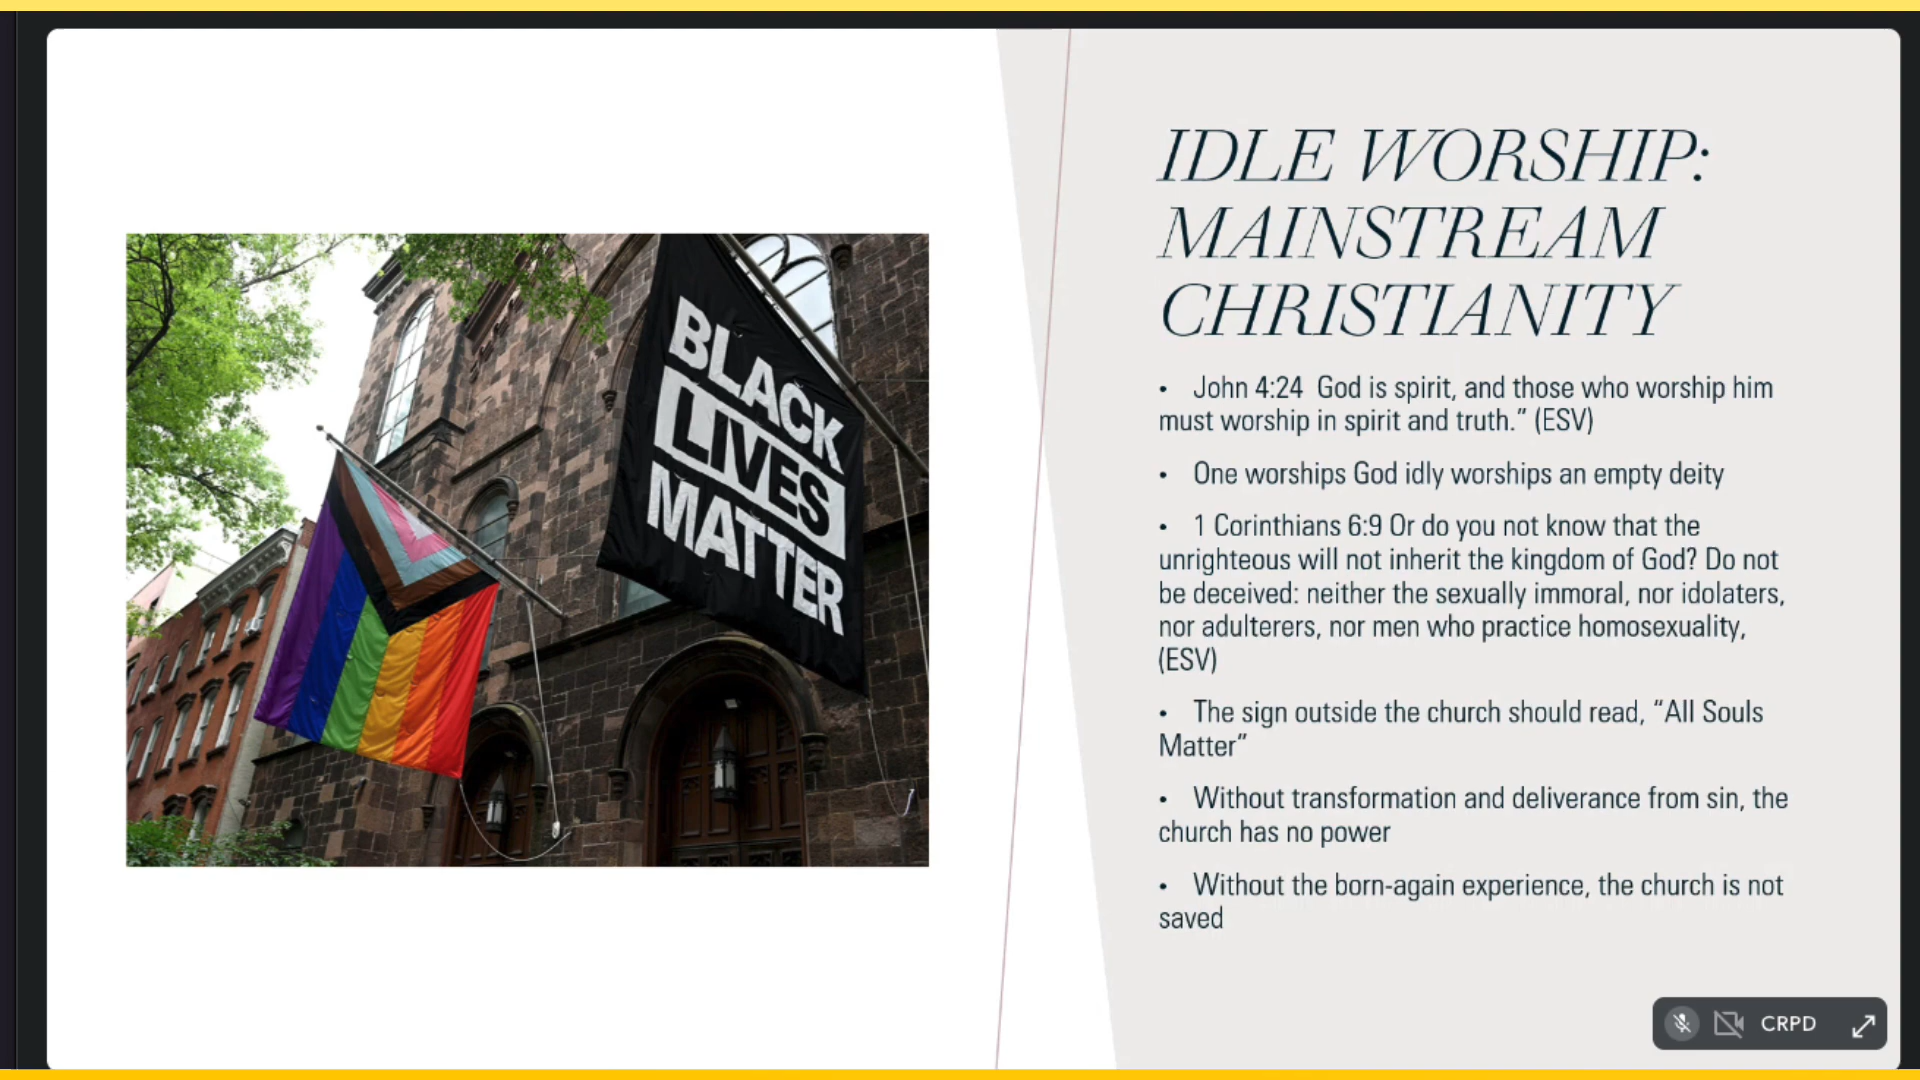 BLACK
LIVES
MATTER
IDLE WORSHIP:
MAINSTREAM
CHRISTIANITY
• John 4:24 God is spirit, and those who worship him
must worship in spirit and truth.” (ESV)
• One worships God idly worships an empty deity
• 1 Corinthians 6:9 Or do you not know that the
unrighteous will not inherit the kingdom of God? Do not
be deceived: neither the sexually immoral, nor idolaters,
nor adulterers, nor men who practice homosexuality,
(ESV)
• The sign outside the church should read, “All Souls
Matter”
• Without transformation and deliverance from sin, the
church has no power
• Without the born-again experience, the church is not
saved
CRPD